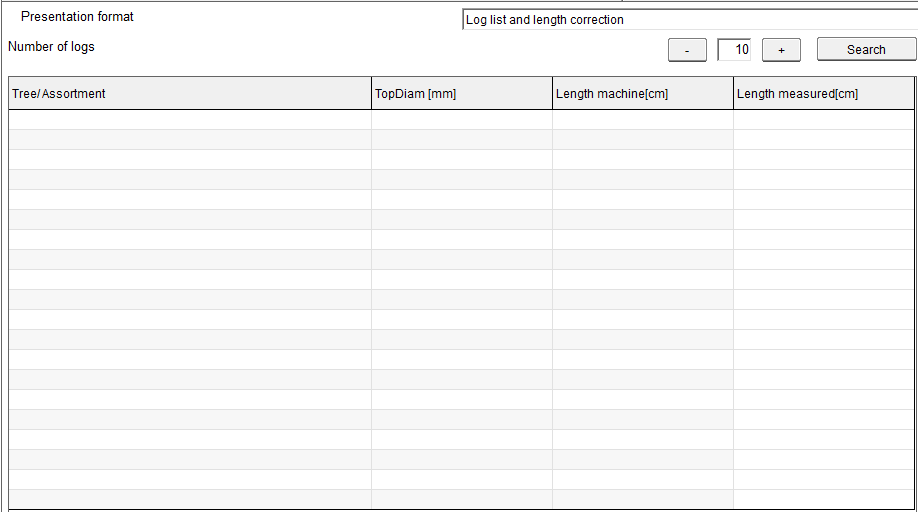 Presentation format
Log list and length correction
Number of logs
- 10 + Search
Tree/Assortment TopDiam [mm] Length machine[cm] Length measured[cm]